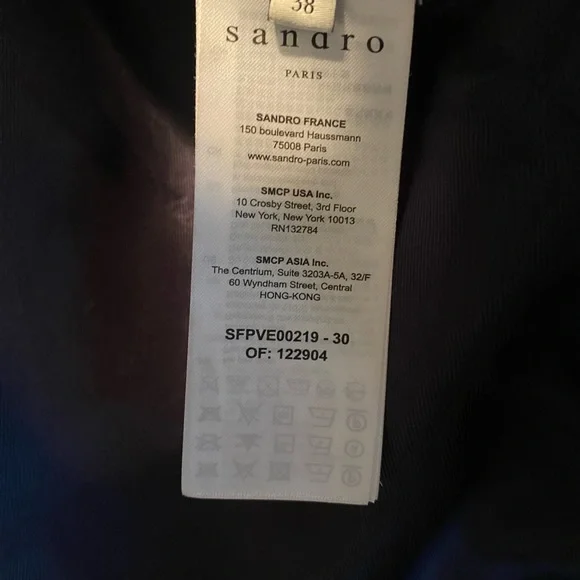 38
sandro
PARIS
SANDRO FRANCE
150 boulevard Haussmann
75008 Paris
www.sandro-paris.com
SMCP USA Inc.
10 Crosby Street, 3rd Floor
New York, New York 10013
RN132784
SMCP ASIA Inc.
The Centrium, Suite 3203A-5A, 32/F
60 Wyndham Street, Central
HONG-KONG
SFPVE00219 - 30
OF: 122904